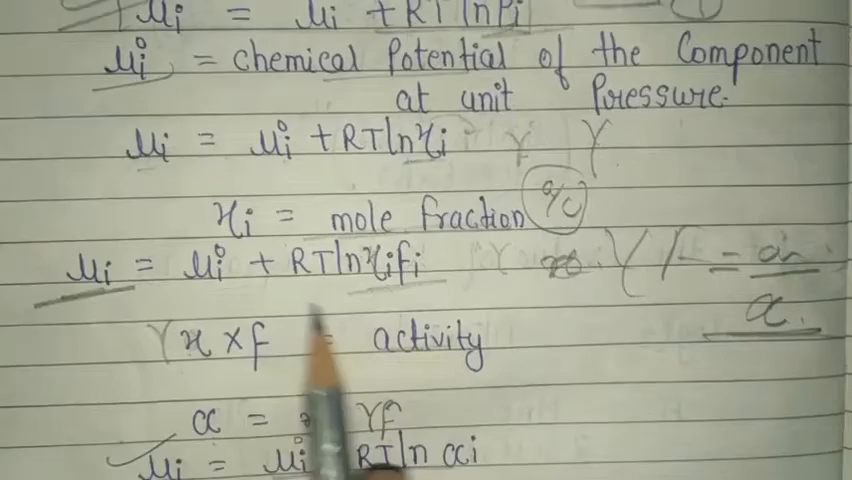 μi = μi + RT ln Pi
μi° = chemical Potential of the Component
at unit Pressure.
μi = μi° + RT ln xi γ γ
xi = mole fraction a/c
μi = μi° + RT ln xi fi
x × f = activity
a = γf
μi = μi° RT ln ai